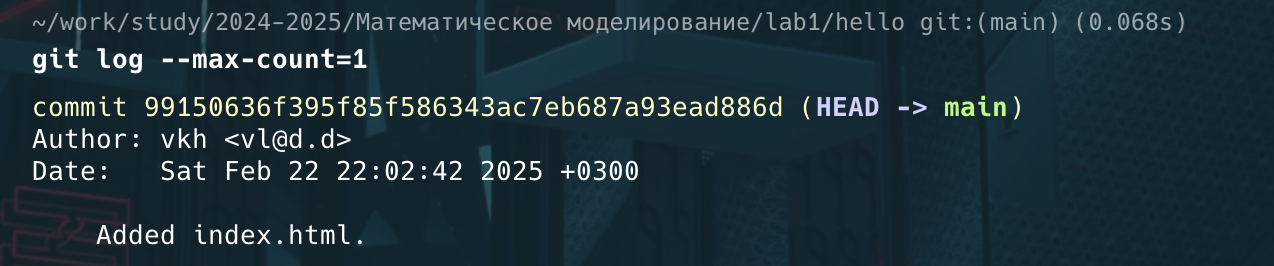 ~/work/study/2024-2025/Математическое моделирование/lab1/hello git:(main) (0.068s)
git log --max-count=1
commit 99150636f395f85f586343ac7eb687a93ead886d (HEAD -> main)
Author: vkh <vl@d.d>
Date:   Sat Feb 22 22:02:42 2025 +0300
    Added index.html.